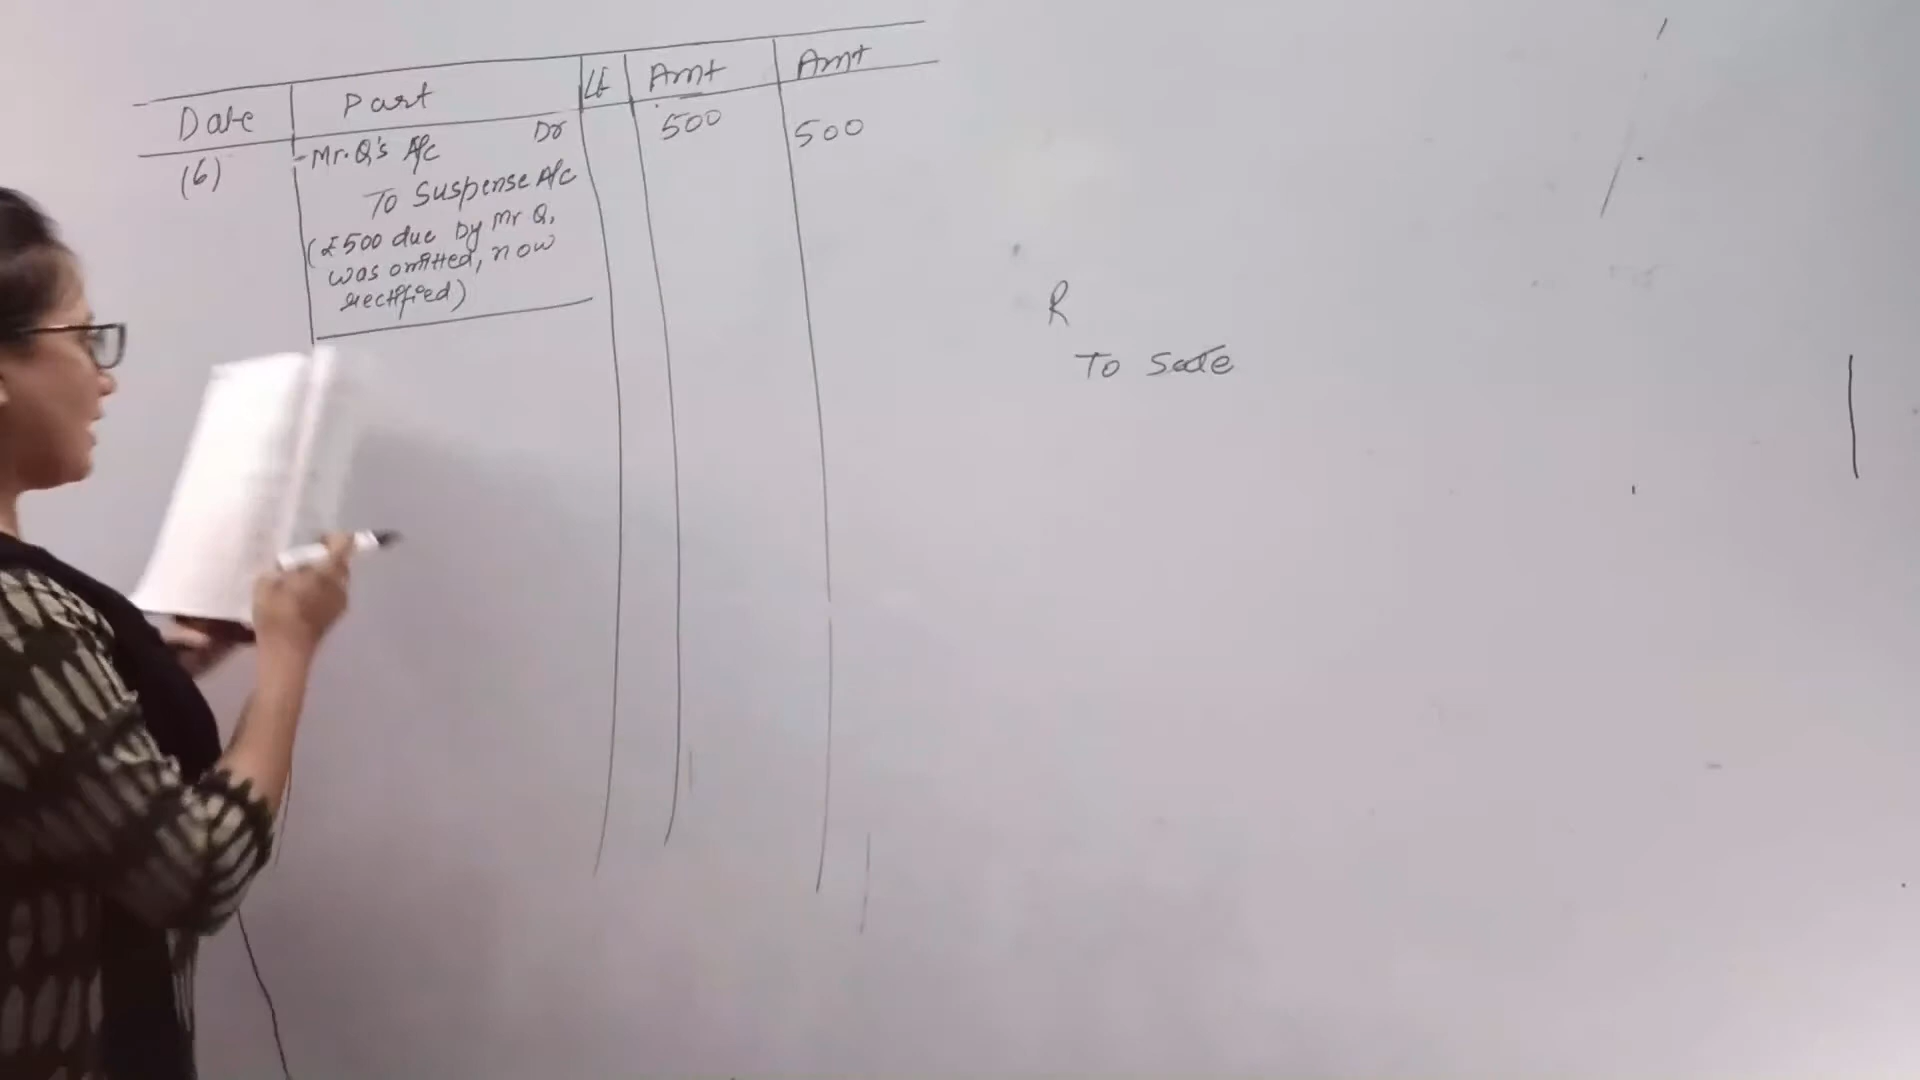 Date Part LF Amt Amt
(6) Mr. Q's A/c Dr 500
To Suspense A/c 500
(£500 due by Mr Q,
was omitted, now
rectified)
R
To Sale